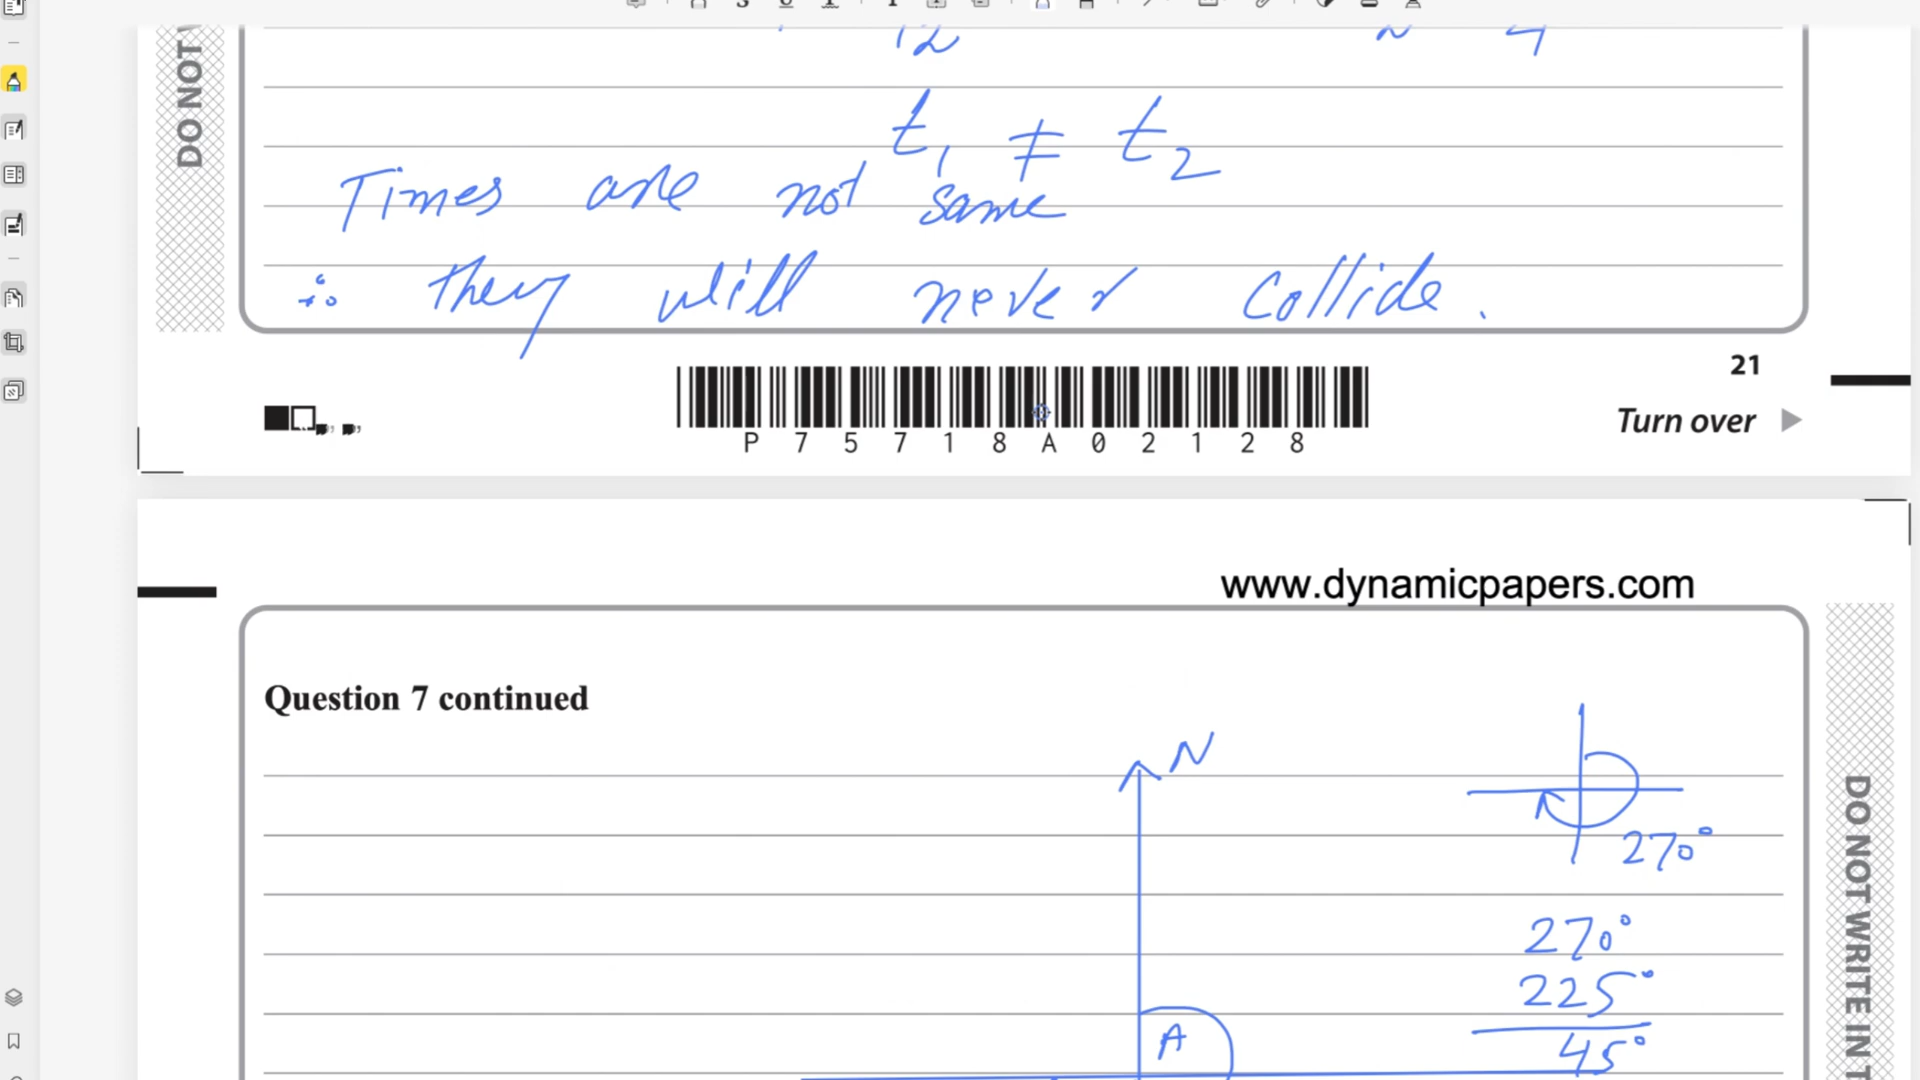 DO NOT
12
t₁ ≠ t₂
Times are not same
∴ they will never collide.
21
P 7 5 7 1 8 A 0 2 1 2 8
Turn over
www.dynamicpapers.com
Question 7 continued
N
270°
270°
225°
45°
A
DO NOT WRITE IN T